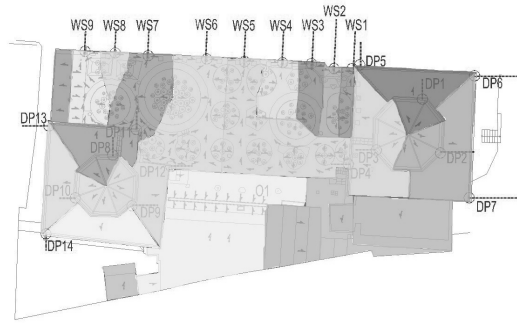 WS9 WS8 WS7 WS6 WS5 WS4 WS3 WS2 WS1
DP5
DP6
DP1
DP13
DP11
DP8
DP3
DP2
DP12
DP4
DP10
O1
DP9
DP7
DP14